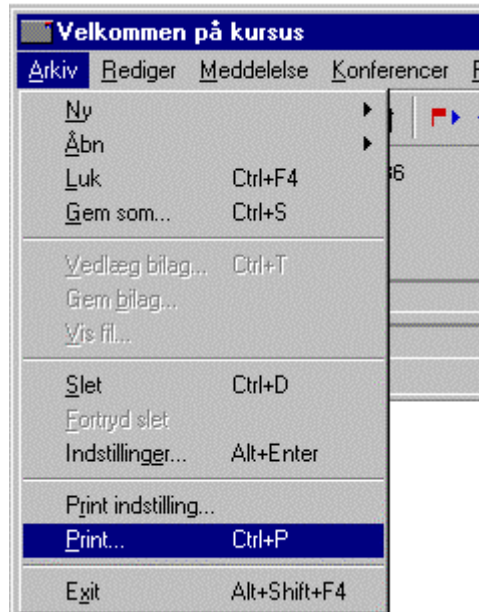 Velkommen på kursus
Arkiv Rediger Meddelelse Konferencer
Ny
Åbn
Luk Ctrl+F4
Gem som... Ctrl+S
Vedlæg bilag... Ctrl+T
Gem bilag...
Vis fil...
Slet Ctrl+D
Fortryd slet
Indstillinger... Alt+Enter
Print indstilling...
Print... Ctrl+P
Exit Alt+Shift+F4